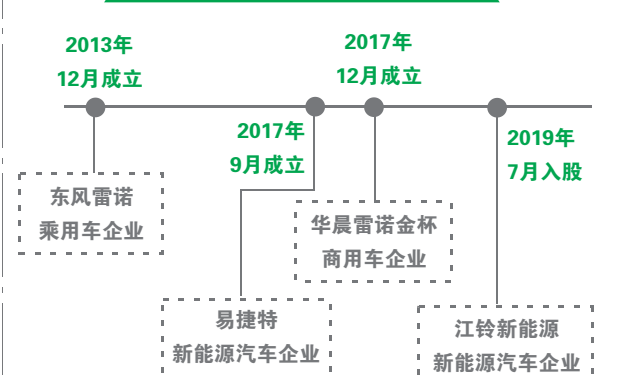 2013年
12月成立
2017年
12月成立
2017年
9月成立
2019年
7月入股
东风雷诺
乘用车企业
华晨雷诺金杯
商用车企业
易捷特
新能源汽车企业
江铃新能源
新能源汽车企业